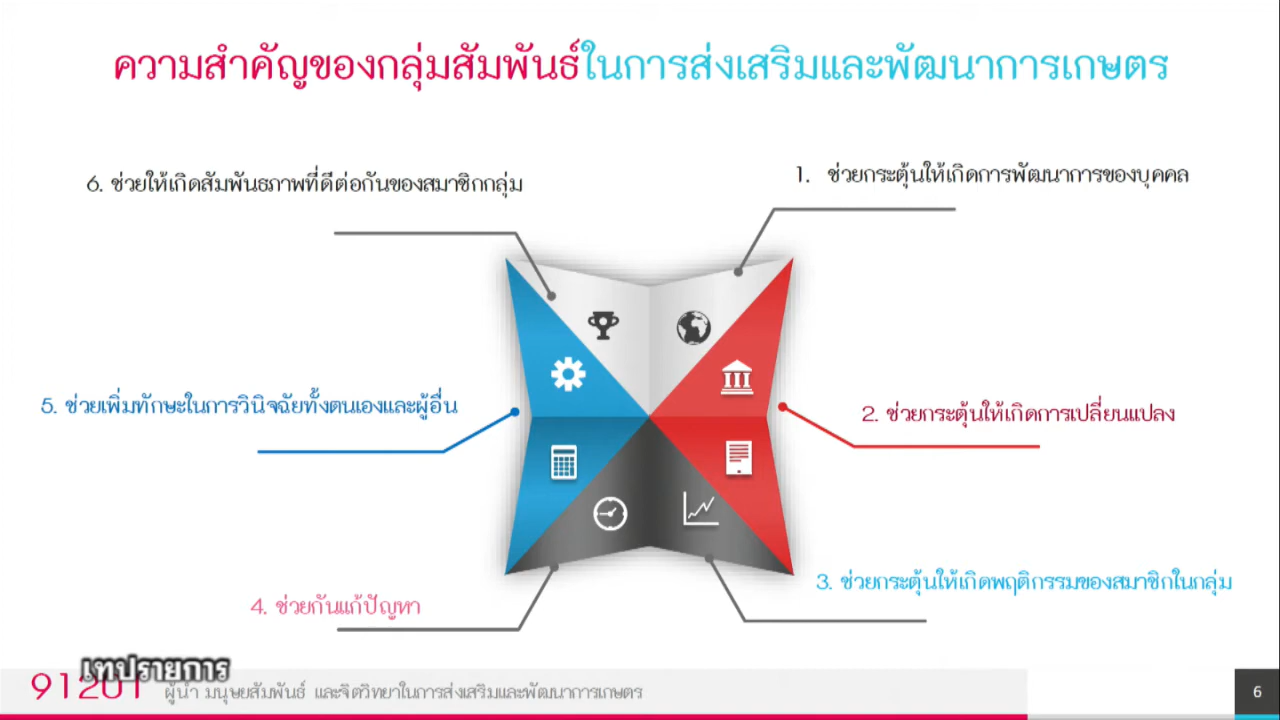 ความสำคัญของกลุ่มสัมพันธ์ในการส่งเสริมและพัฒนาการเกษตร
6. ช่วยให้เกิดสัมพันธภาพที่ดีต่อกันของสมาชิกกลุ่ม
1. ช่วยกระตุ้นให้เกิดการพัฒนาการของบุคคล
5. ช่วยเพิ่มทักษะในการวินิจฉัยทั้งตนเองและผู้อื่น
2. ช่วยกระตุ้นให้เกิดการเปลี่ยนแปลง
3. ช่วยกระตุ้นให้เกิดพฤติกรรมของสมาชิกในกลุ่ม
4. ช่วยกันแก้ปัญหา
เทปรายการ
91201 ผู้นำ มนุษยสัมพันธ์ และจิตวิทยาในการส่งเสริมและพัฒนาการเกษตร
6